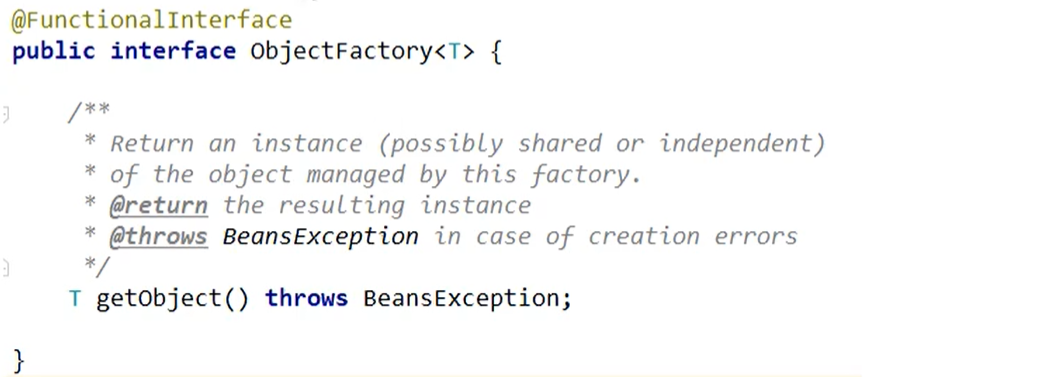 @FunctionalInterface
public interface ObjectFactory<T> {
/**
* Return an instance (possibly shared or independent)
* of the object managed by this factory.
* @return the resulting instance
* @throws BeansException in case of creation errors
*/
T getObject() throws BeansException;
}